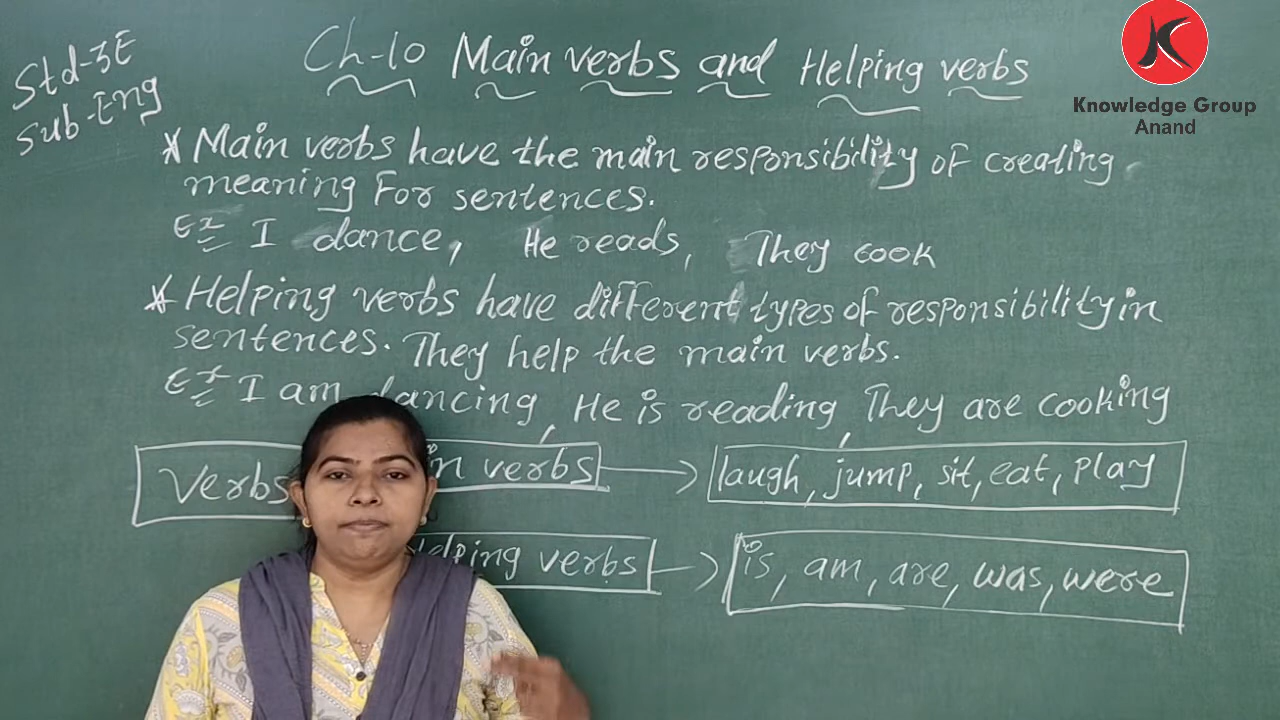 Std-3E
Sub-Eng
Ch-10 Main verbs and Helping verbs
Knowledge Group
Anand
* Main verbs have the main responsibility of creating
meaning For sentences.
Ex I dance, He reads, They cook
* Helping verbs have different types of responsibility in
sentences. They help the main verbs.
Ex I am dancing, He is reading, They are cooking
Verbs verbs laugh, jump, sit, eat, play
verbs is, am, are, was, were